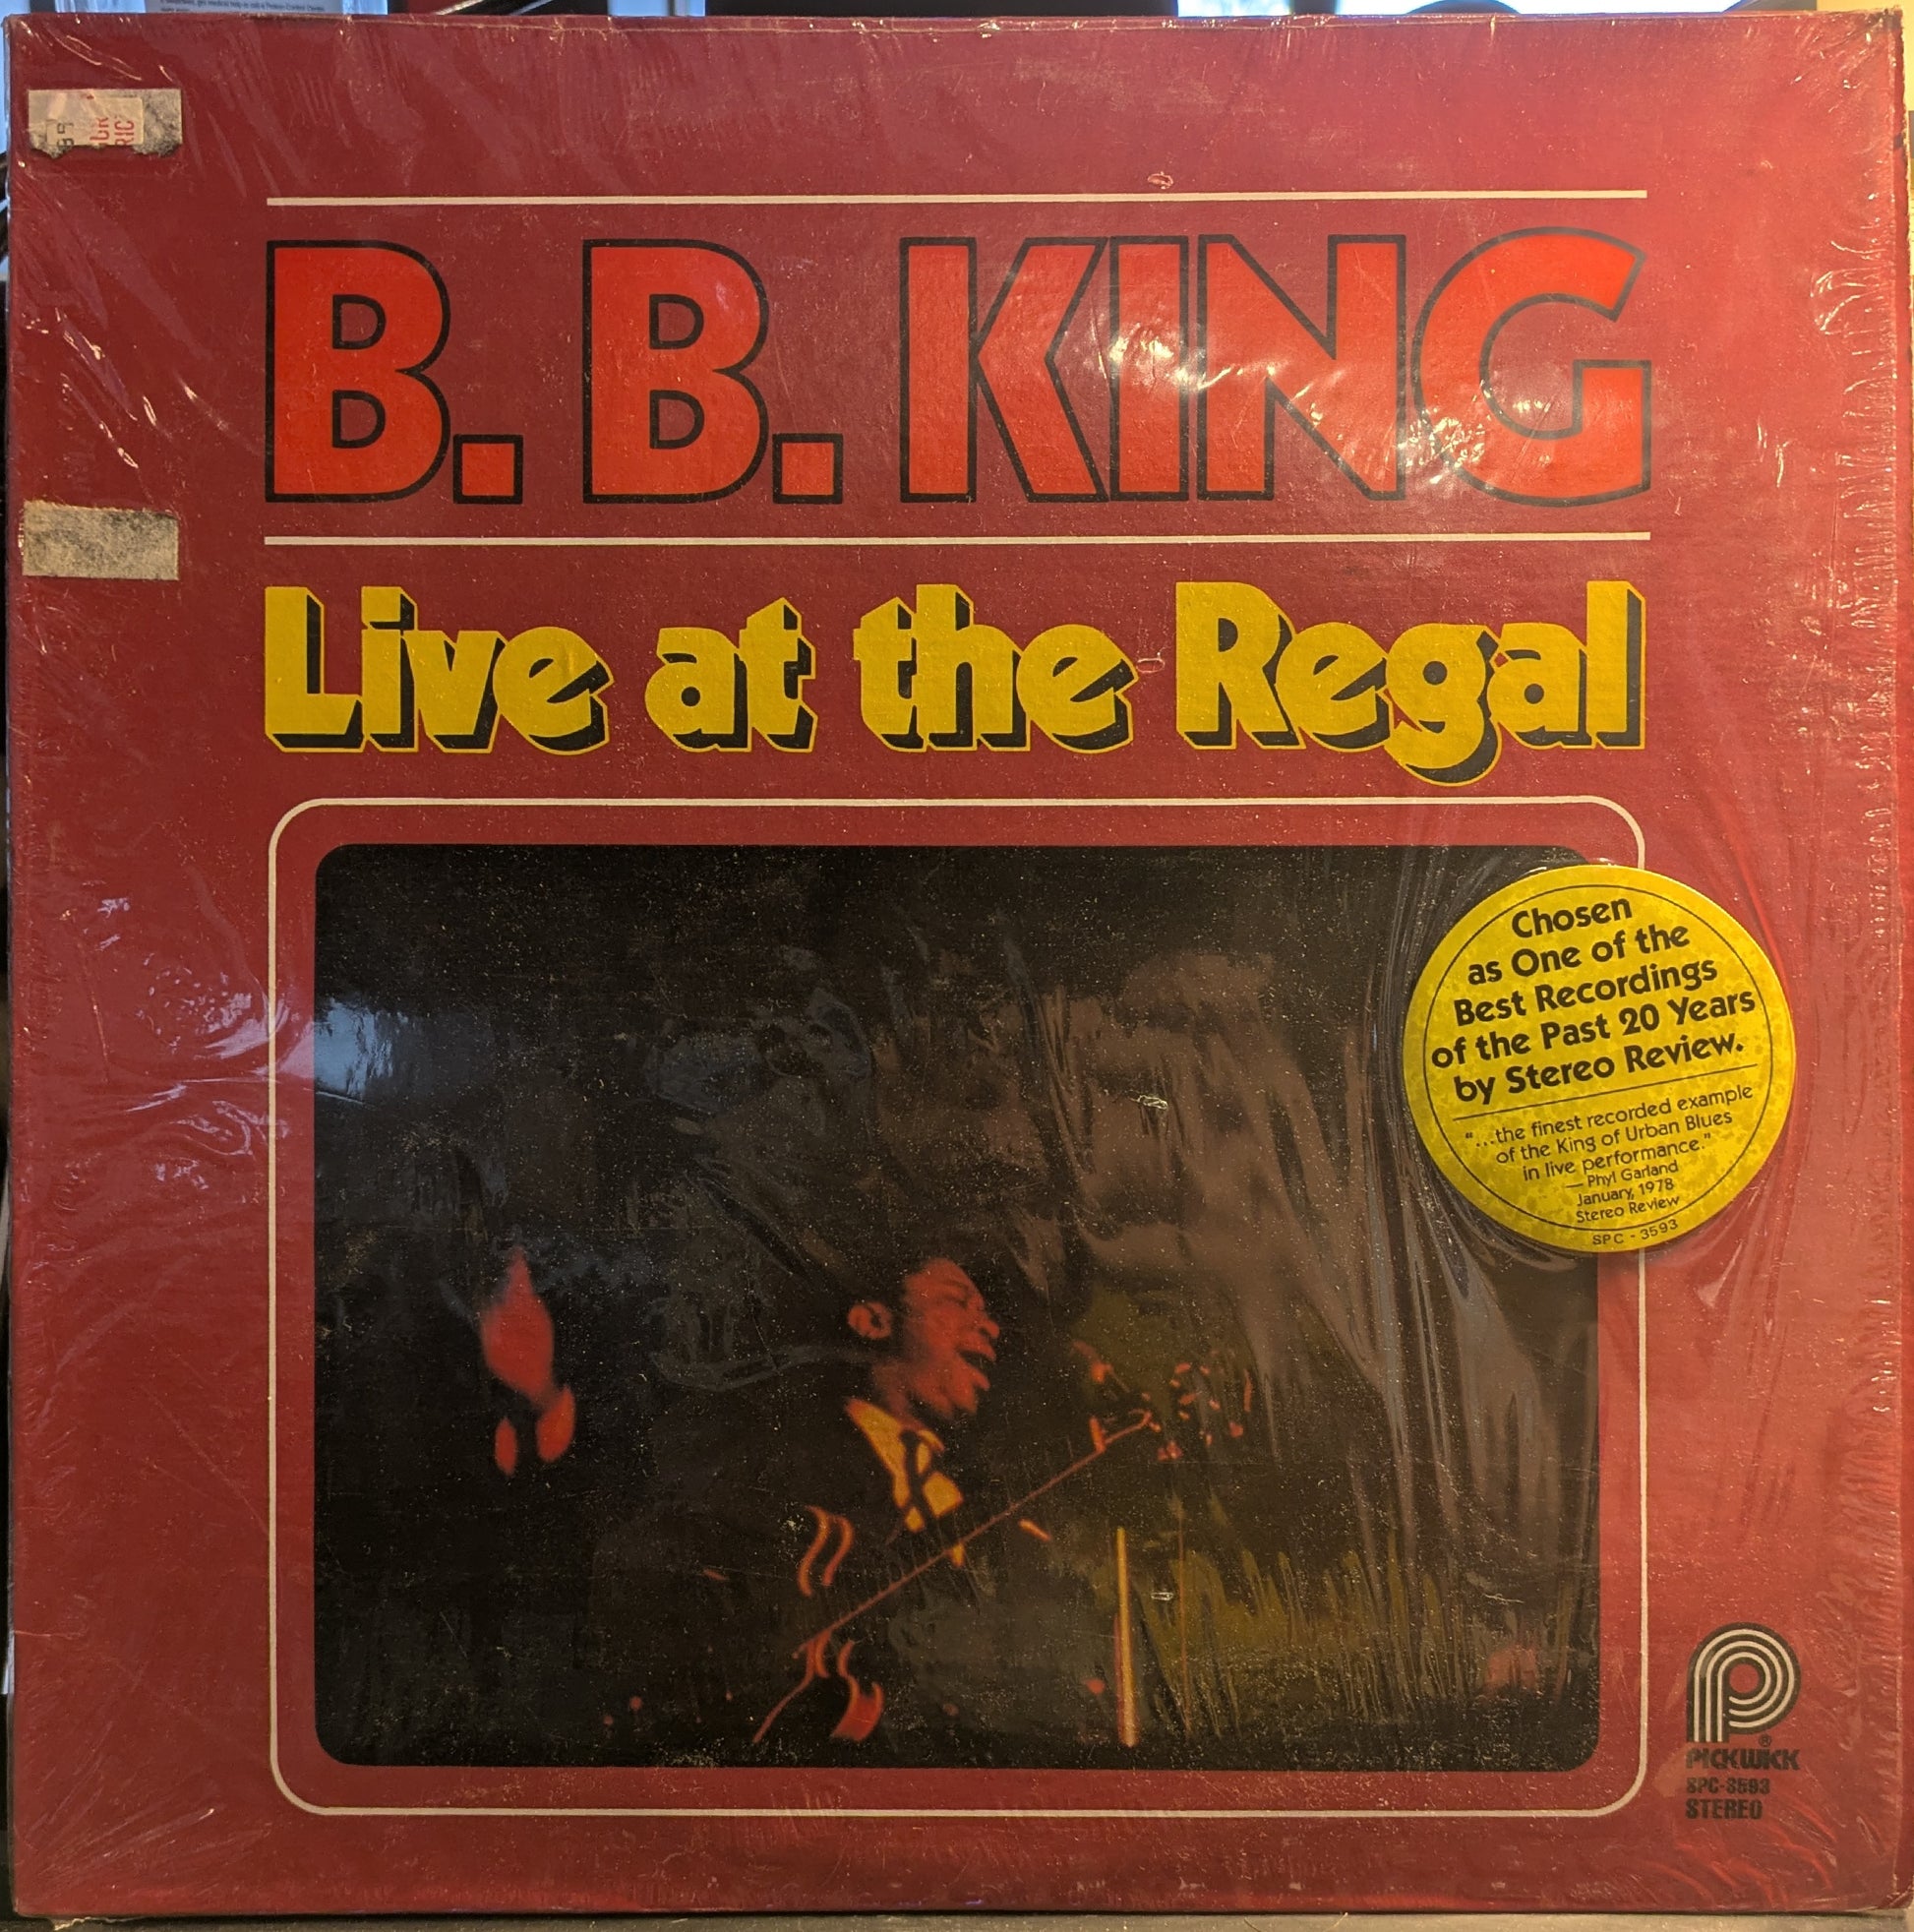 B. B. KING
Live at the Regal
Chosen
as One of the
Best Recordings
of the Past 20 Years
by Stereo Review.
"...the finest recorded example
of the King of Urban Blues
in live performance."
— Phyl Garland
January, 1978
Stereo Review
SPC - 3593
P
®
PICKWICK
SPC-3593
STEREO